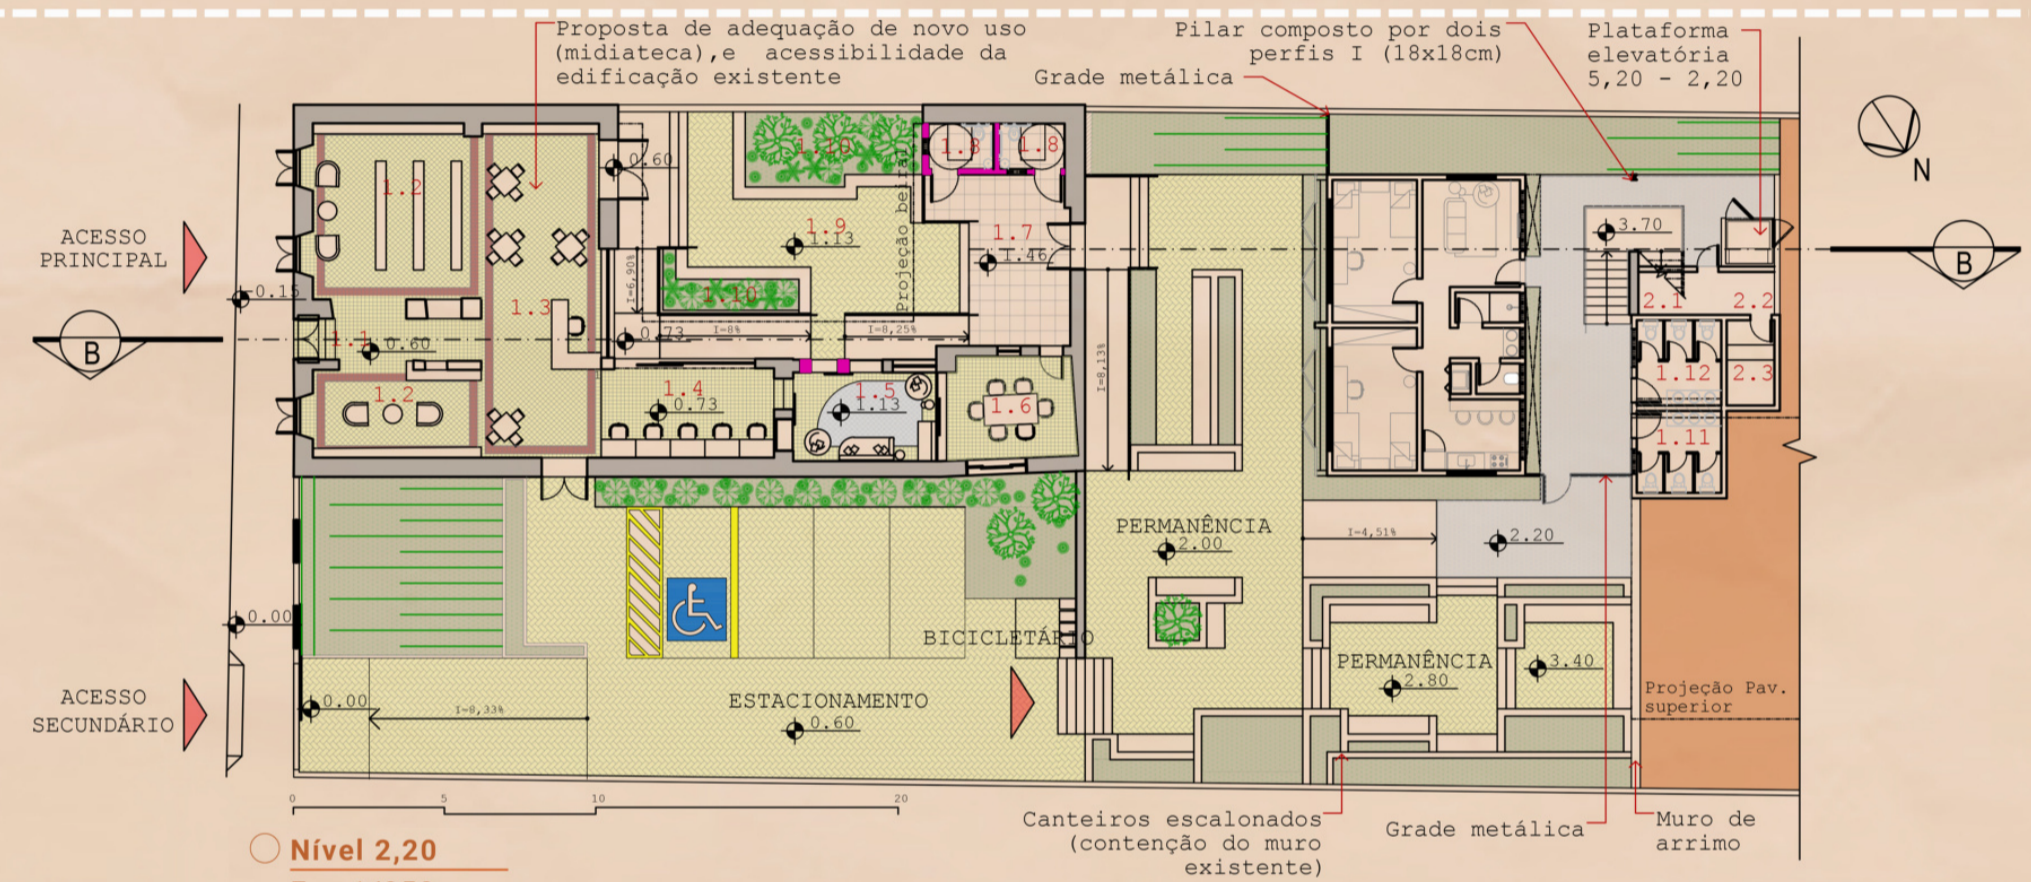 Proposta de adequação de novo uso
(midiateca),e acessibilidade da
edificação existente
Pilar composto por dois
perfis I (18x18cm)
Grade metálica
Plataforma
elevatória
5,20 - 2,20
N
ACESSO
PRINCIPAL
B
B
-0.15
0.00
ACESSO
SECUNDÁRIO
1.2
1.3
1.1
0.60
1.2
0.60
1.10
Projeção beiral
1.9
1.13
1.10
I=6,90%
0.73
I=8%
I=8,25%
1.8
1.8
1.7
1.46
1.4
0.73
1.5
1.13
1.6
I=8,13%
3.70
2.1
2.2
1.12
2.3
1.11
PERMANÊNCIA
2.00
I=4,51%
2.20
BICICLETÁRIO
PERMANÊNCIA
2.80
3.40
Projeção Pav.
superior
0.00
I=8,33%
ESTACIONAMENTO
0.60
0
5
10
20
Canteiros escalonados
(contenção do muro
existente)
Grade metálica
Muro de
arrimo
Nível 2,20